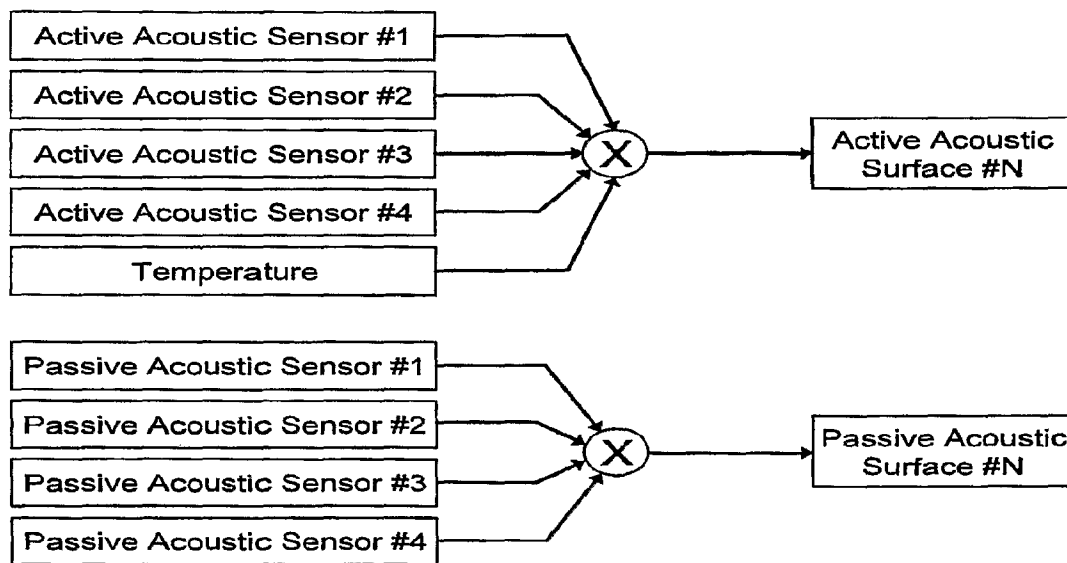 Active Acoustic Sensor #1
Active Acoustic Sensor #2
Active Acoustic Sensor #3
Active Acoustic Sensor #4
Temperature
X
Active Acoustic
Surface #N
Passive Acoustic Sensor #1
Passive Acoustic Sensor #2
Passive Acoustic Sensor #3
Passive Acoustic Sensor #4
X
Passive Acoustic
Surface #N